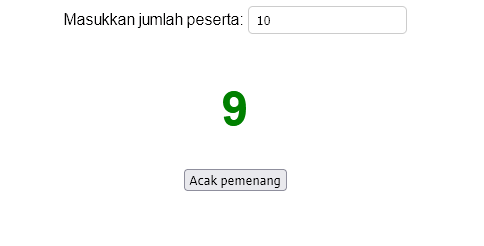 Masukkan jumlah peserta: 10
9
Acak pemenang